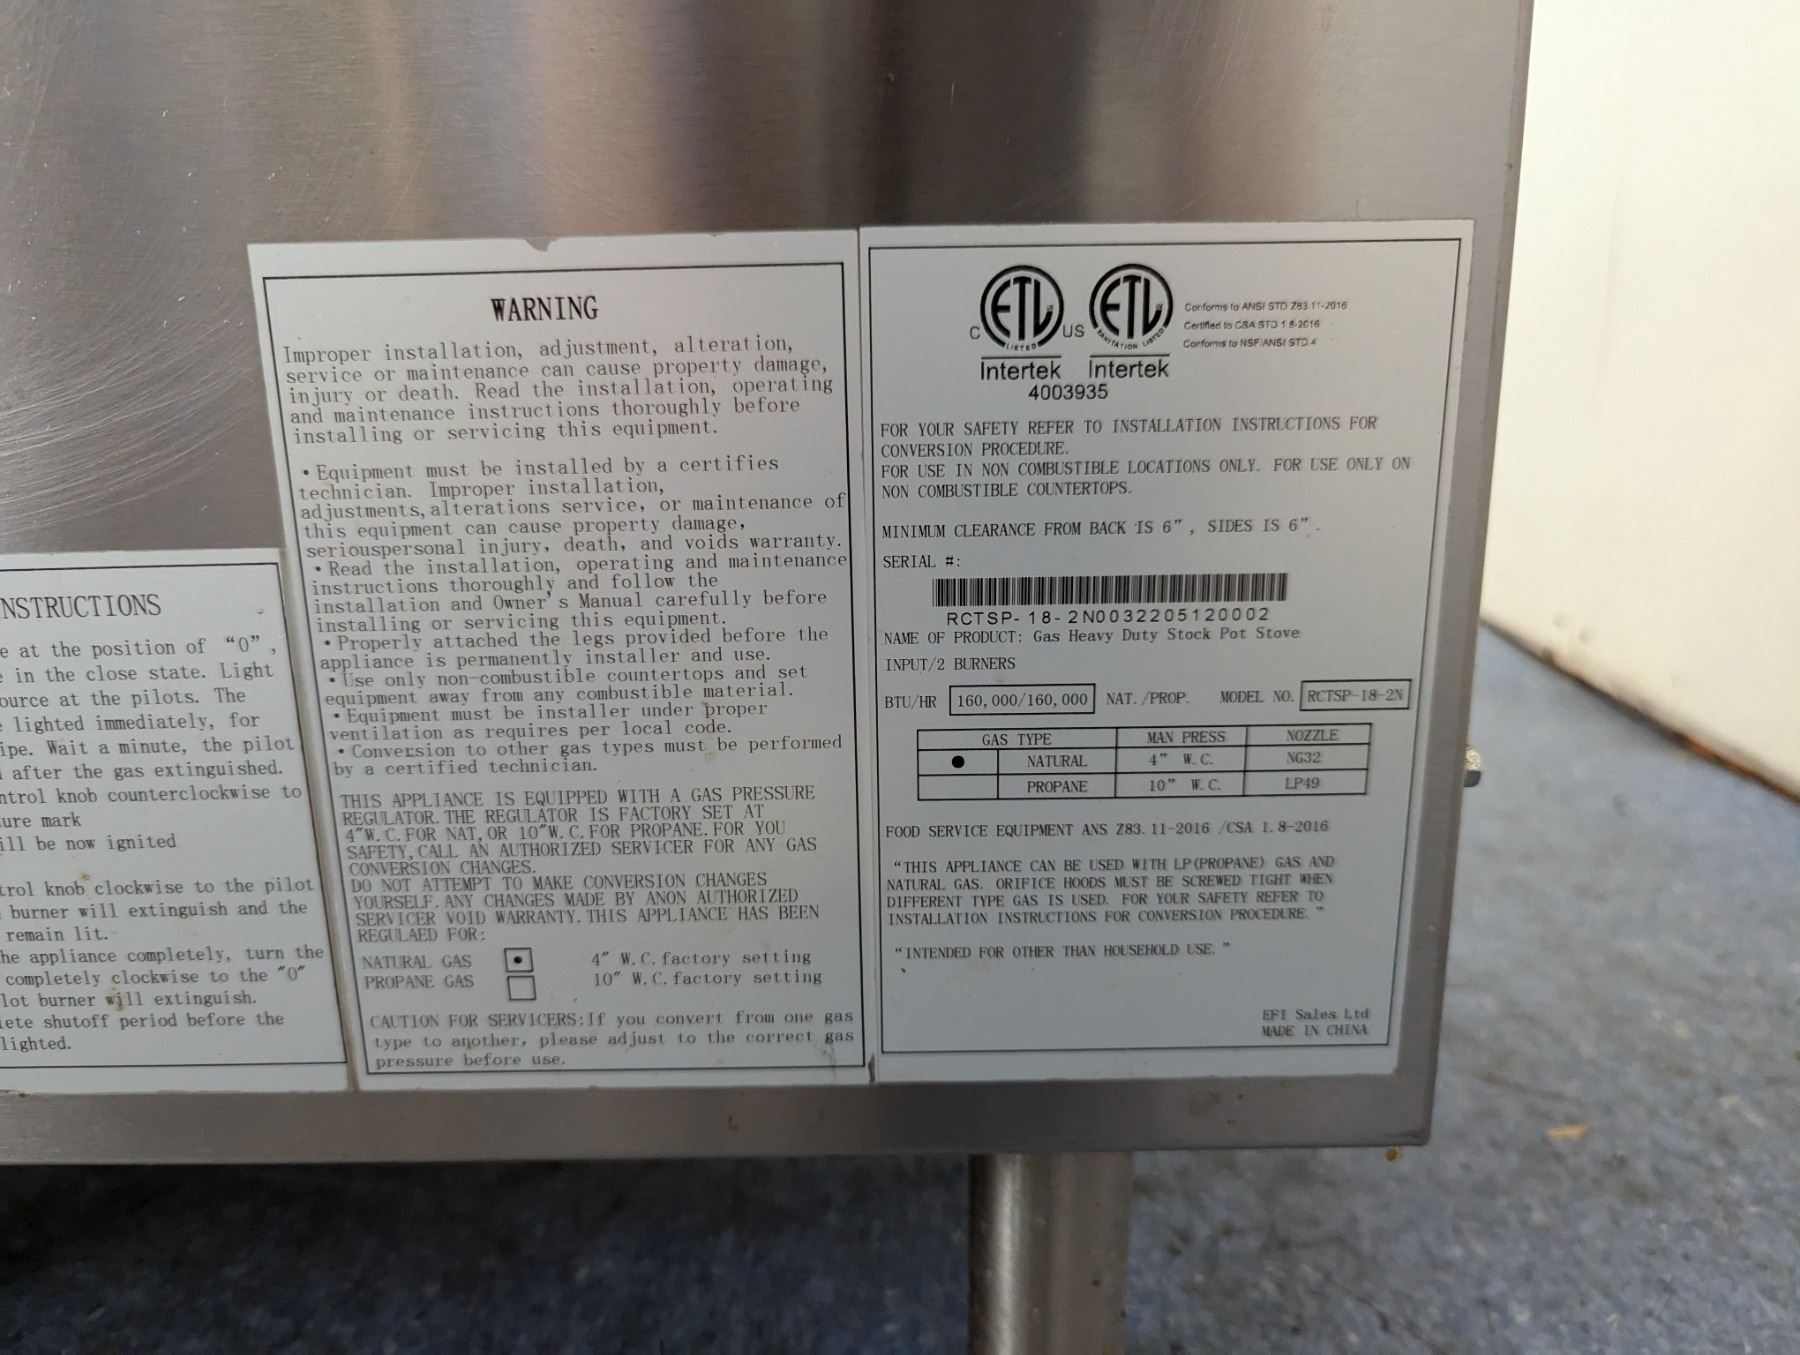 NSTRUCTIONS
e at the position of “0”,
in the close state. Light
ource at the pilots. The
lighted immediately, for
ipe. Wait a minute, the pilot
after the gas extinguished.
ntrol knob counterclockwise to
ure mark
ill be now ignited
trol knob clockwise to the pilot
burner will extinguish and the
remain lit.
he appliance completely, turn the
completely clockwise to the "0"
lot burner will extinguish.
ete shutoff period before the
lighted.
WARNING
Improper installation, adjustment, alteration,
service or maintenance can cause property damage,
injury or death. Read the installation, operating
and maintenance instructions thoroughly before
installing or servicing this equipment.
• Equipment must be installed by a certifies
technician. Improper installation,
adjustments, alterations service, or maintenance of
this equipment can cause property damage,
seriouspersonal injury, death, and voids warranty.
• Read the installation, operating and maintenance
instructions thoroughly and follow the
installation and Owner's Manual carefully before
installing or servicing this equipment.
• Properly attached the legs provided before the
appliance is permanently installer and use.
• Use only non-combustible countertops and set
equipment away from any combustible material.
• Equipment must be installer under proper
ventilation as requires per local code.
• Conversion to other gas types must be performed
by a certified technician.
THIS APPLIANCE IS EQUIPPED WITH A GAS PRESSURE
REGULATOR. THE REGULATOR IS FACTORY SET AT
4"W.C. FOR NAT, OR 10"W.C. FOR PROPANE. FOR YOU
SAFETY, CALL AN AUTHORIZED SERVICER FOR ANY GAS
CONVERSION CHANGES.
DO NOT ATTEMPT TO MAKE CONVERSION CHANGES
YOURSELF. ANY CHANGES MADE BY ANON AUTHORIZED
SERVICER VOID WARRANTY. THIS APPLIANCE HAS BEEN
REGULAED FOR:
NATURAL GAS 4" W.C. factory setting
PROPANE GAS 10" W.C. factory setting
CAUTION FOR SERVICERS: If you convert from one gas
type to another, please adjust to the correct gas
pressure before use.
C ETL LISTED US ETL SANITATION LISTED
Intertek Intertek
4003935
Conforms to ANSI STD Z83.11-2016
Certified to CSA STD 1.8-2016
Conforms to NSF/ANSI STD.4
FOR YOUR SAFETY REFER TO INSTALLATION INSTRUCTIONS FOR
CONVERSION PROCEDURE.
FOR USE IN NON COMBUSTIBLE LOCATIONS ONLY. FOR USE ONLY ON
NON COMBUSTIBLE COUNTERTOPS.
MINIMUM CLEARANCE FROM BACK IS 6", SIDES IS 6".
SERIAL #:
RCTSP-18-2N0032205120002
NAME OF PRODUCT: Gas Heavy Duty Stock Pot Stove
INPUT/2 BURNERS
BTU/HR 160,000/160,000 NAT./PROP. MODEL NO. RCTSP-18-2N
GAS TYPE MAN PRESS NOZZLE
● NATURAL 4" W.C. NG32
PROPANE 10" W.C. LP49
FOOD SERVICE EQUIPMENT ANS Z83.11-2016 /CSA 1.8-2016
“THIS APPLIANCE CAN BE USED WITH LP(PROPANE) GAS AND
NATURAL GAS. ORIFICE HOODS MUST BE SCREWED TIGHT WHEN
DIFFERENT TYPE GAS IS USED. FOR YOUR SAFETY REFER TO
INSTALLATION INSTRUCTIONS FOR CONVERSION PROCEDURE.”
“INTENDED FOR OTHER THAN HOUSEHOLD USE.”
EFI Sales Ltd
MADE IN CHINA